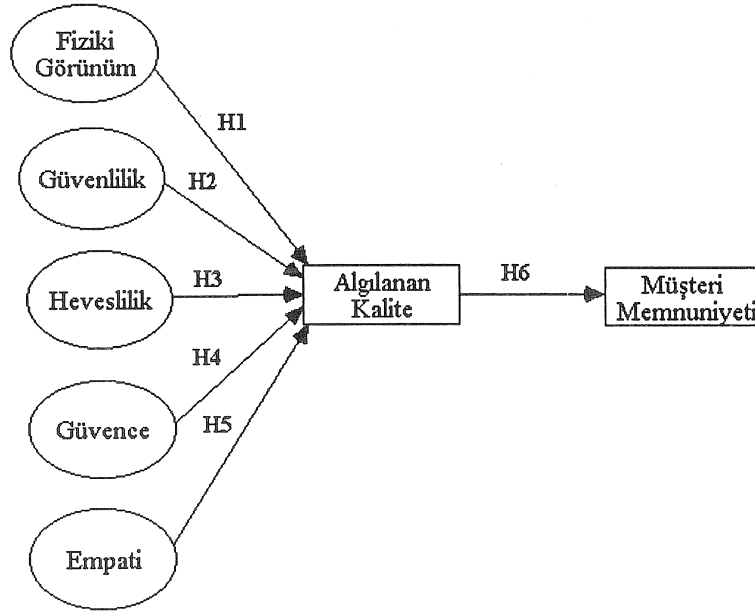 Fiziki
Görünüm
H1
Güvenlilik
H2
Heveslilik
H3
Algılanan
Kalite
H6
Müşteri
Memnuniyeti
H4
Güvence
H5
Empati